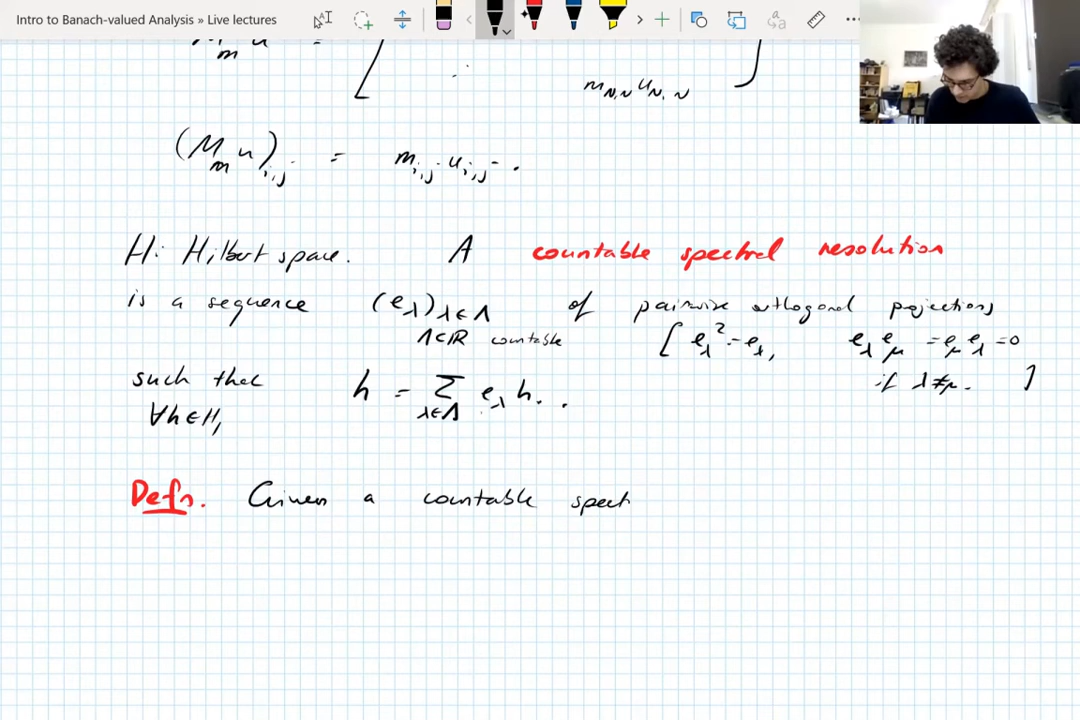 Intro to Banach-valued Analysis » Live lectures
m u =
m_{N,N} u_{N,N}
(M_m u)_{i,j} = m_{i,j} u_{i,j}.
H: Hilbert space. A countable spectral resolution
is a sequence (e_λ)_{λ∈Λ} of pairwise orthogonal projections
Λ⊂ℝ countable [ e_λ² = e_λ, e_λ e_μ = e_μ e_λ = 0
such that h = Σ_{λ∈Λ} e_λ h. if λ≠μ. ]
∀h∈H,
Defn. Given a countable spect